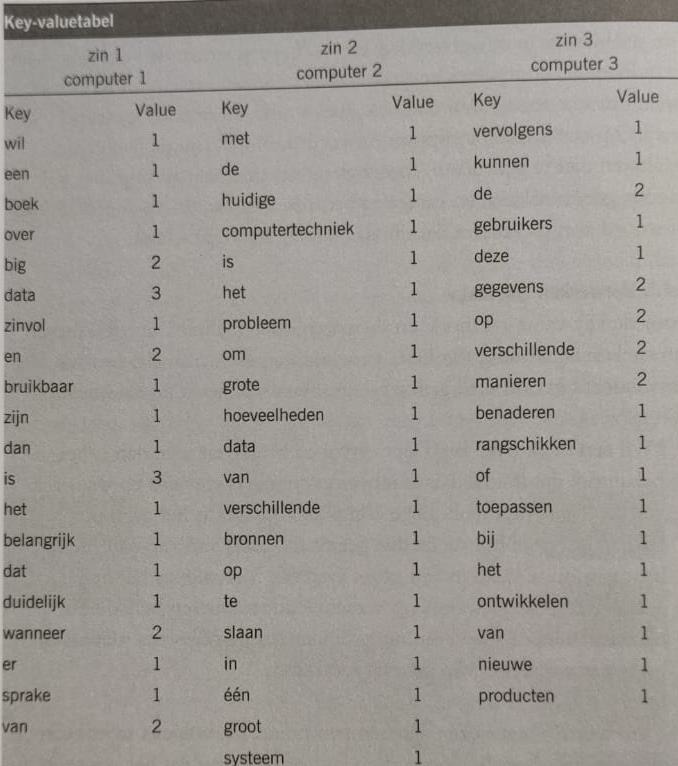 Key-valuetabel
zin 1 zin 2 zin 3
computer 1 computer 2 computer 3
Key Value Key Value Key Value
wil 1 met 1 vervolgens 1
een 1 de 1 kunnen 1
boek 1 huidige 1 de 2
over 1 computertechniek 1 gebruikers 1
big 2 is 1 deze 1
data 3 het 1 gegevens 2
zinvol 1 probleem 1 op 2
en 2 om 1 verschillende 2
bruikbaar 1 grote 1 manieren 2
zijn 1 hoeveelheden 1 benaderen 1
dan 1 data 1 rangschikken 1
is 3 van 1 of 1
het 1 verschillende 1 toepassen 1
belangrijk 1 bronnen 1 bij 1
dat 1 op 1 het 1
duidelijk 1 te 1 ontwikkelen 1
wanneer 2 slaan 1 van 1
er 1 in 1 nieuwe 1
sprake 1 één 1 producten 1
van 2 groot 1
systeem 1